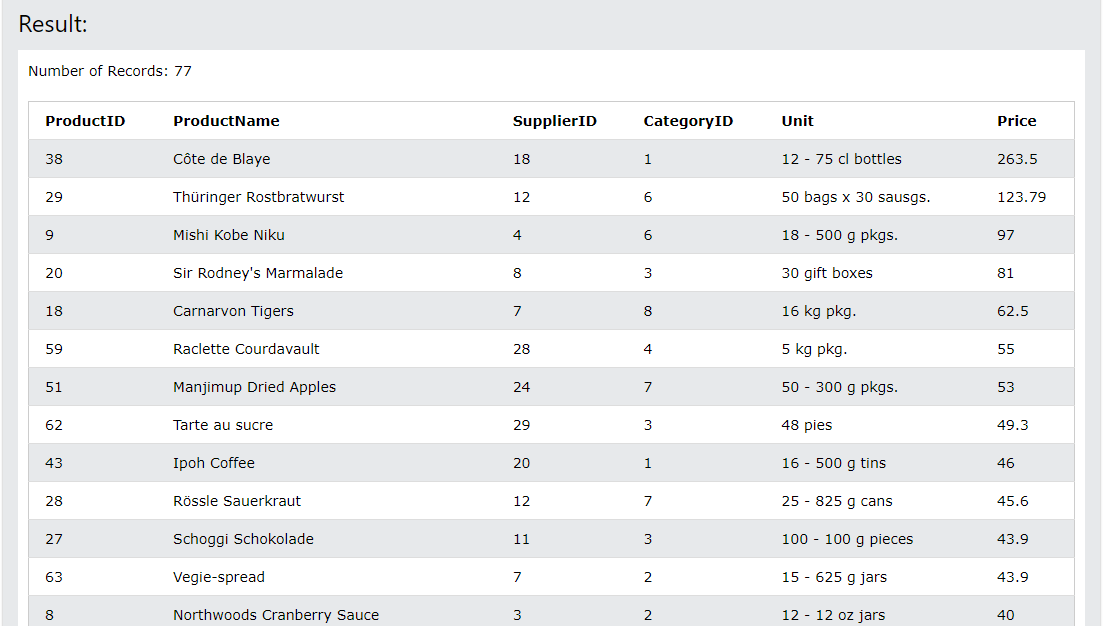 Result:
Number of Records: 77
ProductID ProductName SupplierID CategoryID Unit Price
38 Côte de Blaye 18 1 12 - 75 cl bottles 263.5
29 Thüringer Rostbratwurst 12 6 50 bags x 30 sausgs. 123.79
9 Mishi Kobe Niku 4 6 18 - 500 g pkgs. 97
20 Sir Rodney's Marmalade 8 3 30 gift boxes 81
18 Carnarvon Tigers 7 8 16 kg pkg. 62.5
59 Raclette Courdavault 28 4 5 kg pkg. 55
51 Manjimup Dried Apples 24 7 50 - 300 g pkgs. 53
62 Tarte au sucre 29 3 48 pies 49.3
43 Ipoh Coffee 20 1 16 - 500 g tins 46
28 Rössle Sauerkraut 12 7 25 - 825 g cans 45.6
27 Schoggi Schokolade 11 3 100 - 100 g pieces 43.9
63 Vegie-spread 7 2 15 - 625 g jars 43.9
8 Northwoods Cranberry Sauce 3 2 12 - 12 oz jars 40